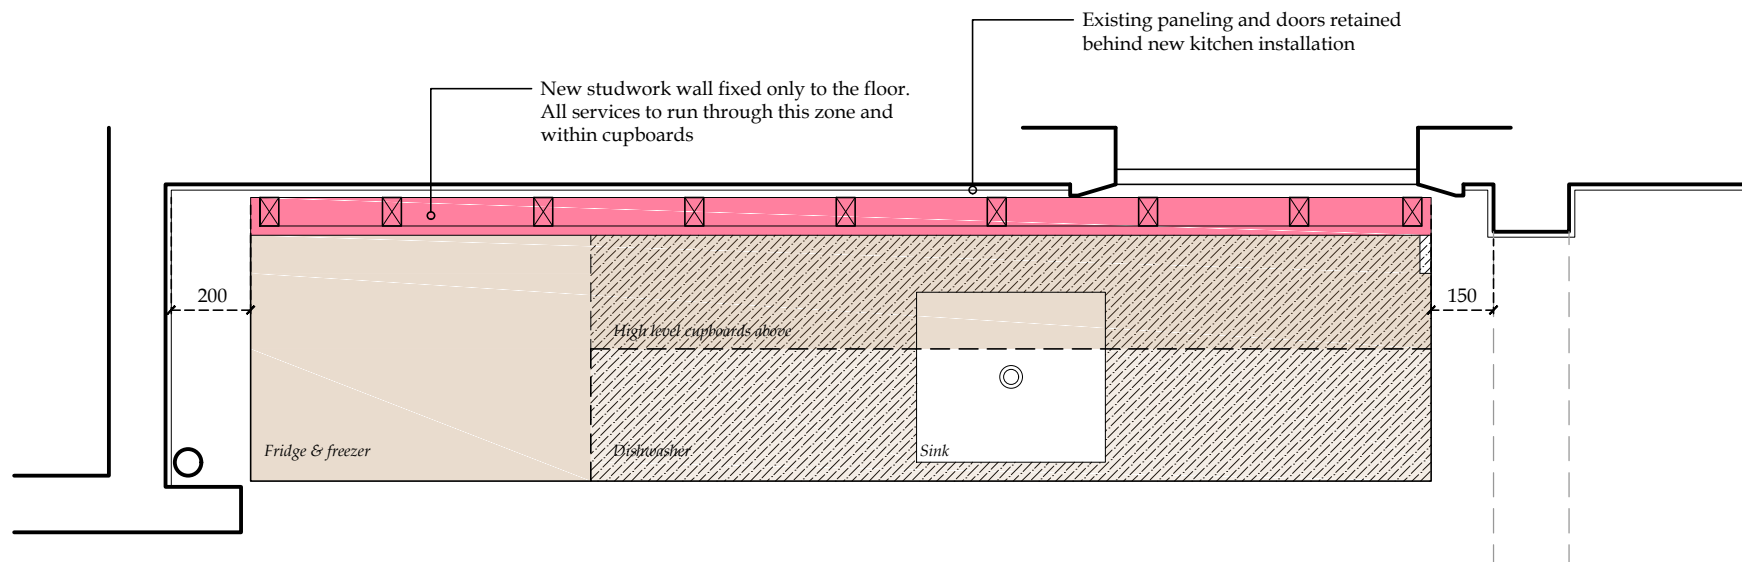 Existing paneling and doors retained
behind new kitchen installation
New studwork wall fixed only to the floor.
All services to run through this zone and
within cupboards
200
150
High level cupboards above
Fridge & freezer
Dishwasher
Sink